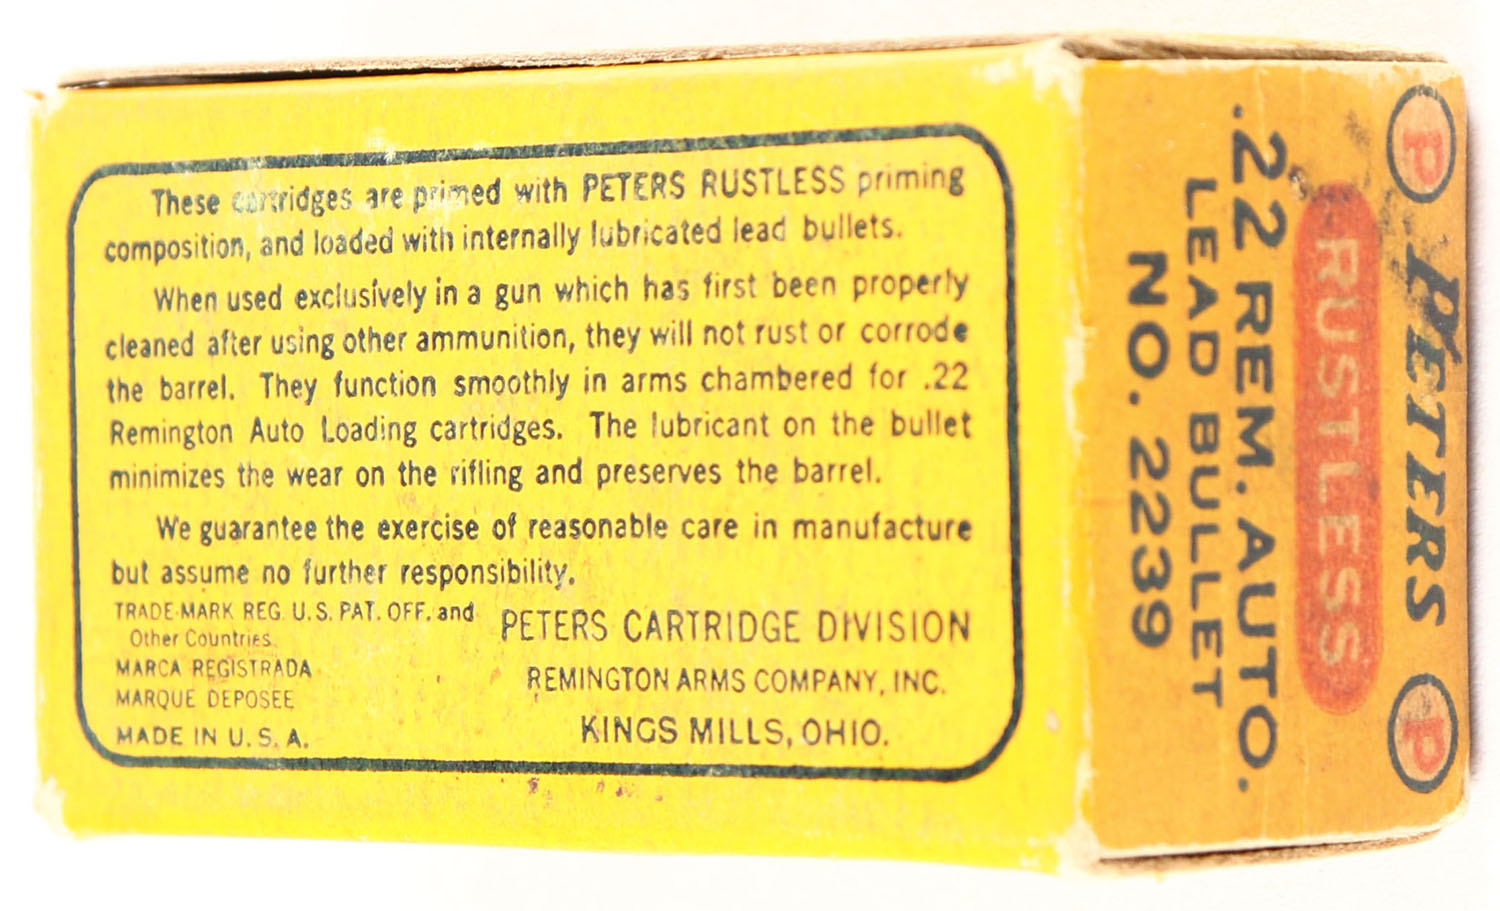 These cartridges are primed with PETERS RUSTLESS priming
composition, and loaded with internally lubricated lead bullets.
When used exclusively in a gun which has first been properly
cleaned after using other ammunition, they will not rust or corrode
the barrel. They function smoothly in arms chambered for .22
Remington Auto Loading cartridges. The lubricant on the bullet
minimizes the wear on the rifling and preserves the barrel.
We guarantee the exercise of reasonable care in manufacture
but assume no further responsibility.
TRADE-MARK REG. U. S. PAT. OFF. and
Other Countries
MARCA REGISTRADA
MARQUE DEPOSEE
MADE IN U. S. A.
PETERS CARTRIDGE DIVISION
REMINGTON ARMS COMPANY, INC.
KINGS MILLS, OHIO.
P PETERS P
RUSTLESS
.22 REM. AUTO.
LEAD BULLET
NO. 2239